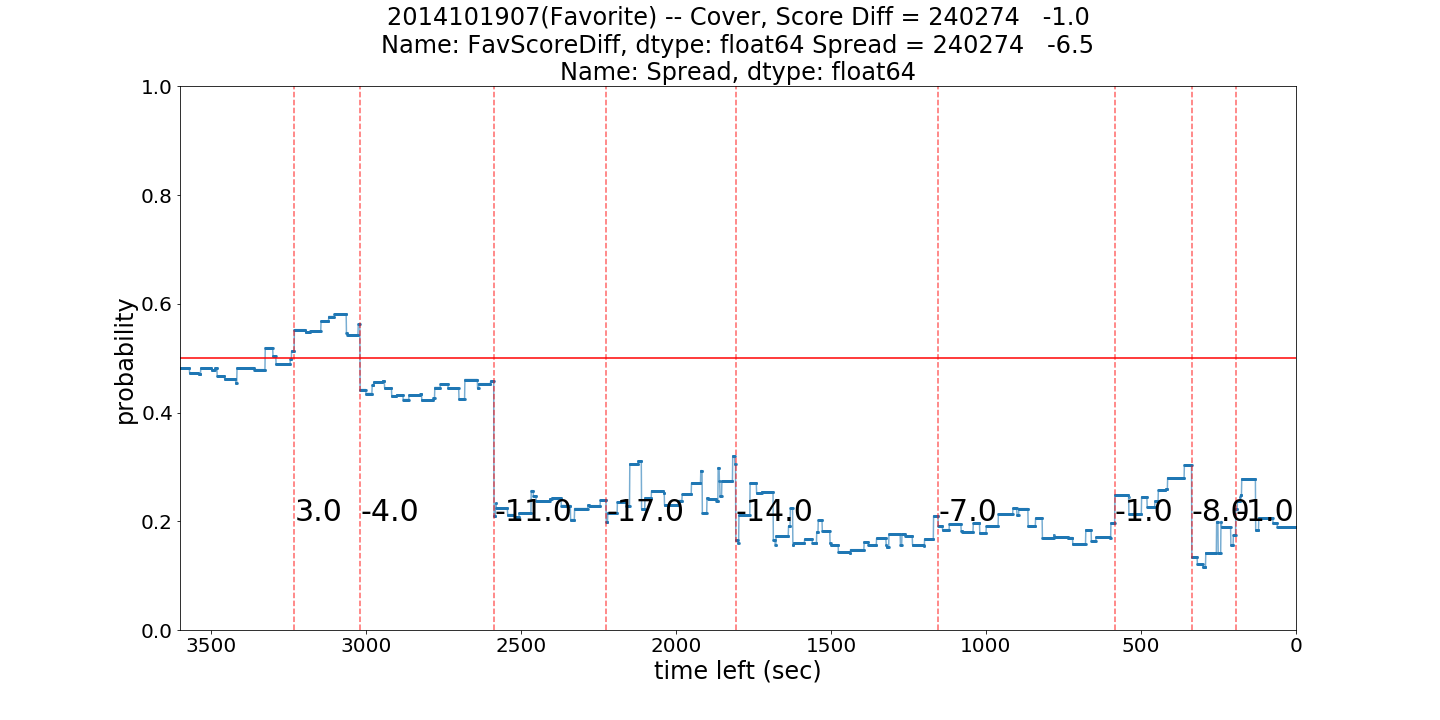 2014101907(Favorite) -- Cover, Score Diff = 240274   -1.0
Name: FavScoreDiff, dtype: float64 Spread = 240274   -6.5
Name: Spread, dtype: float64
probability
1.0
0.8
0.6
0.4
0.2
0.0
3.0 -4.0 -11.0 -17.0 -14.0 -7.0 -1.0 -8.0 -1.0
3500 3000 2500 2000 1500 1000 500 0
time left (sec)